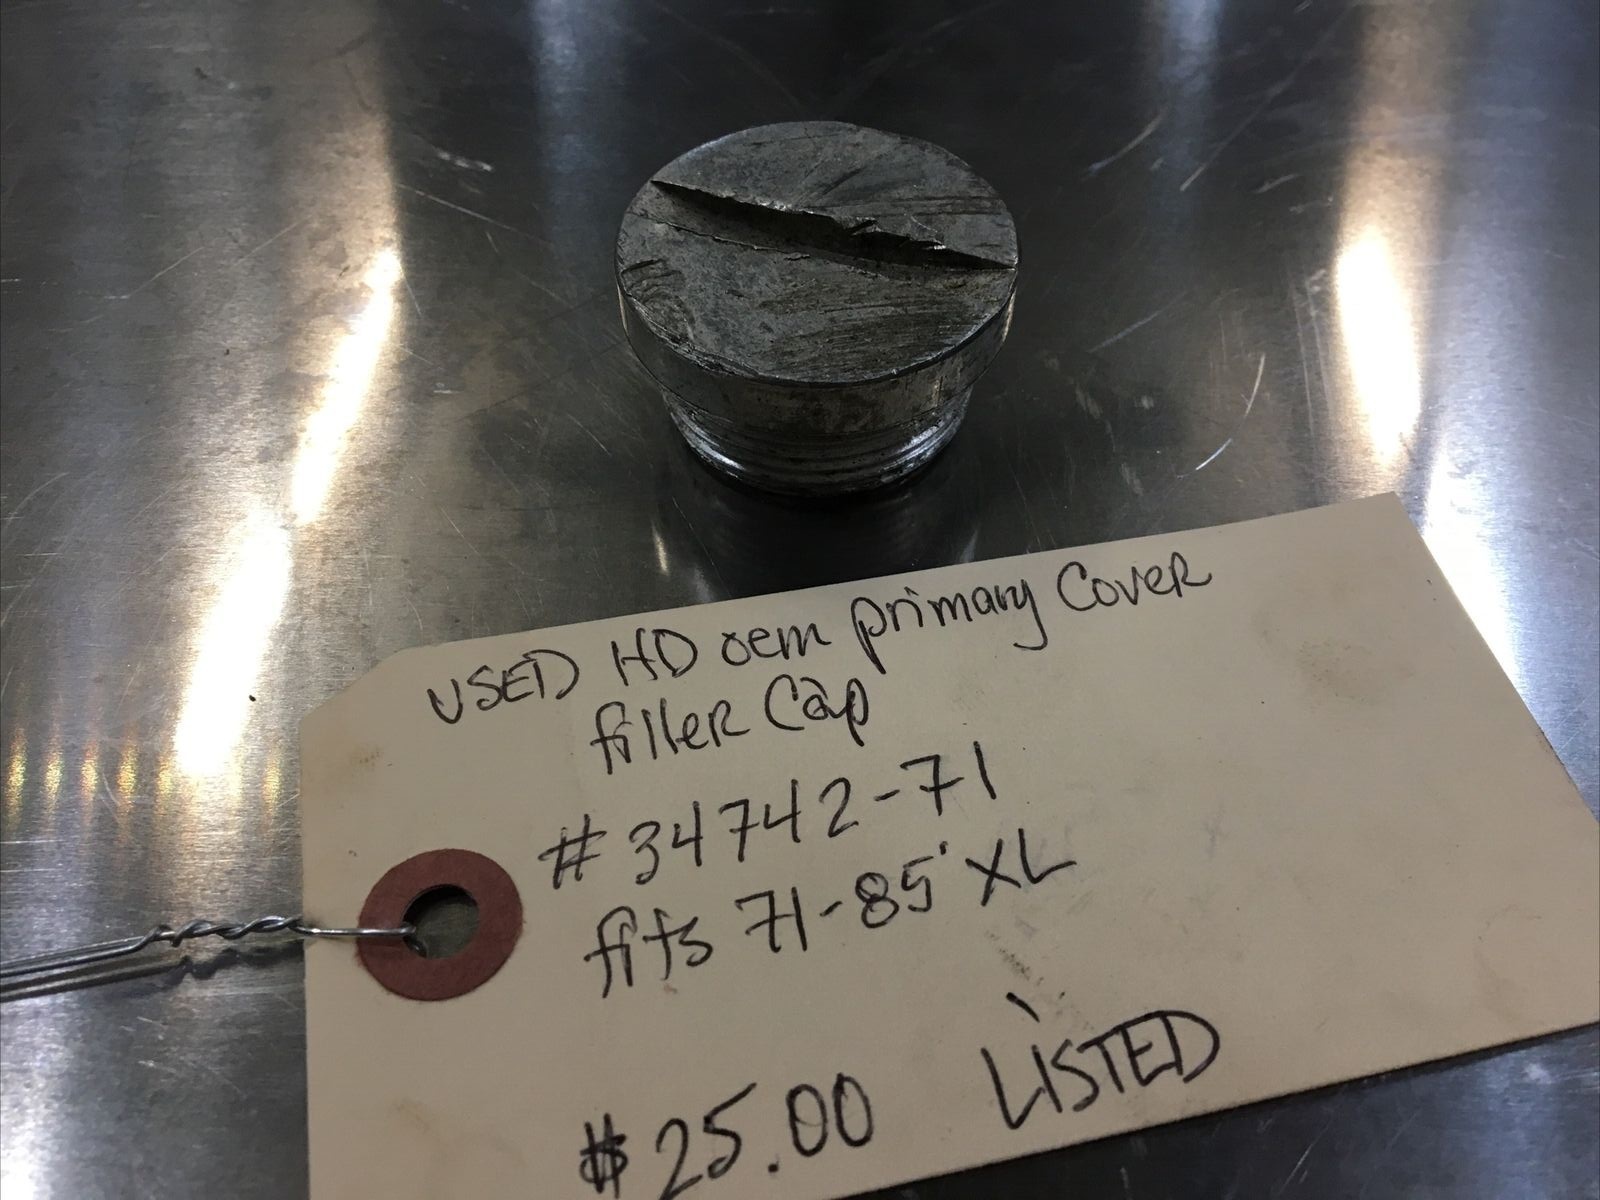 USED HD oem primary Cover
filler Cap
# 34742-71
fits 71-85' XL
$25.00 LISTED